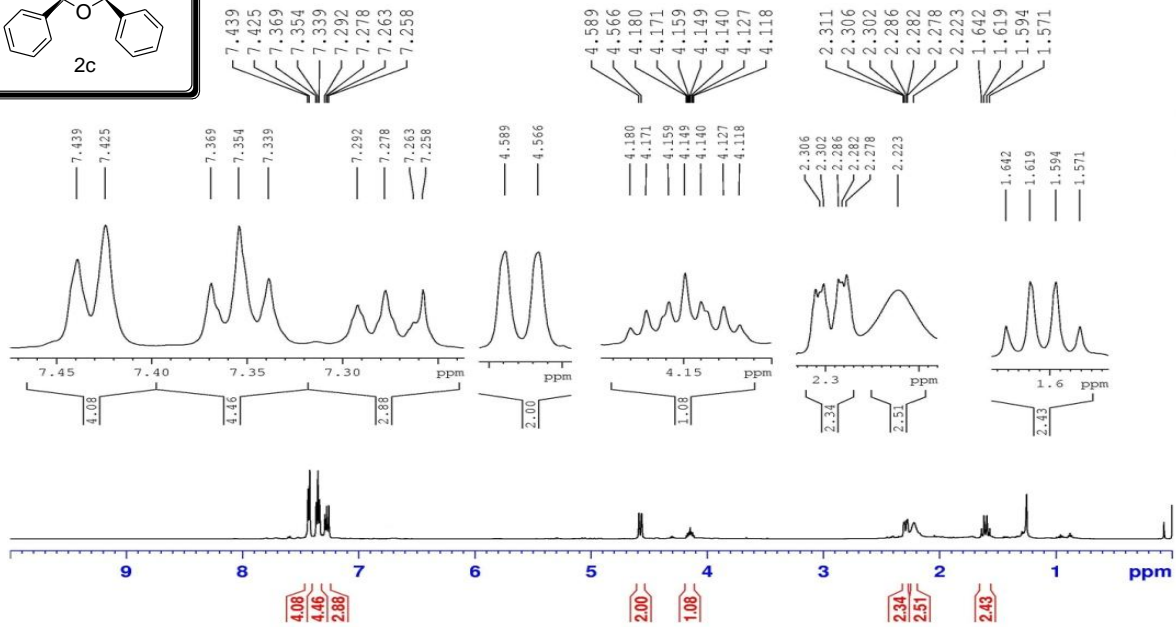 O
2c
7.439 7.425 7.369 7.354 7.339 7.292 7.278 7.263 7.258 4.589 4.566 4.180 4.171 4.159 4.149 4.140 4.127 4.118 2.311 2.306 2.302 2.286 2.282 2.278 2.223 1.642 1.619 1.594 1.571
7.439 7.425 7.369 7.354 7.339 7.292 7.278 7.263 7.258 4.589 4.566 4.180 4.171 4.159 4.149 4.140 4.127 4.118 2.306 2.302 2.286 2.282 2.278 2.223 1.642 1.619 1.594 1.571
7.45 7.40 7.35 7.30 ppm ppm 4.15 ppm 2.3 ppm 1.6 ppm
4.08 4.46 2.88 2.00 1.08 2.34 2.51 2.43
9 8 7 6 5 4 3 2 1 ppm
4.08 4.46 2.88 2.00 1.08 2.34 2.51 2.43